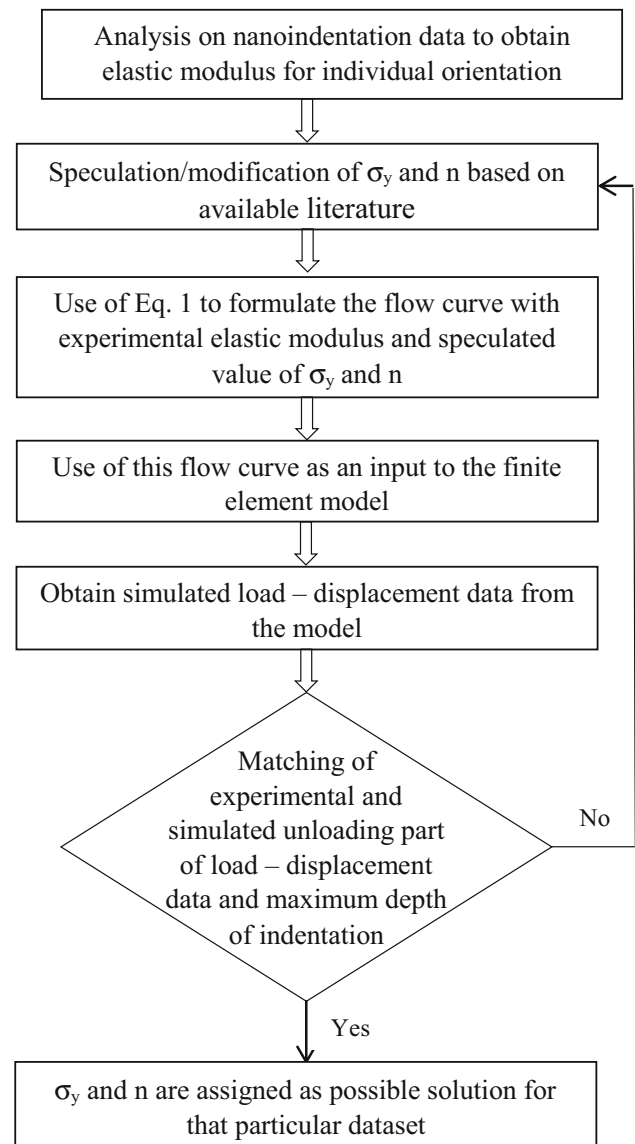 Analysis on nanoindentation data to obtain
elastic modulus for individual orientation
Speculation/modification of σy and n based on
available literature
Use of Eq. 1 to formulate the flow curve with
experimental elastic modulus and speculated
value of σy and n
Use of this flow curve as an input to the finite
element model
Obtain simulated load – displacement data from
the model
Matching of
experimental and
simulated unloading part
of load – displacement
data and maximum depth
of indentation
No
Yes
σy and n are assigned as possible solution for
that particular dataset